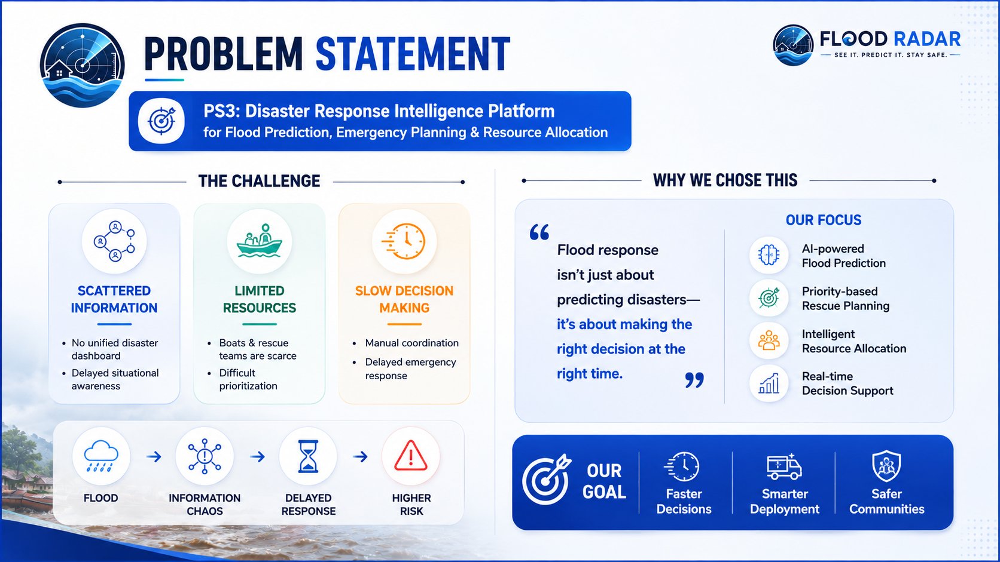 PROBLEM STATEMENT
FLOOD RADAR
SEE IT. PREDICT IT. STAY SAFE.
PS3: Disaster Response Intelligence Platform
for Flood Prediction, Emergency Planning & Resource Allocation
THE CHALLENGE
SCATTERED
INFORMATION
• No unified disaster
dashboard
• Delayed situational
awareness
LIMITED
RESOURCES
• Boats & rescue
teams are scarce
• Difficult
prioritization
SLOW DECISION
MAKING
• Manual coordination
• Delayed emergency
response
FLOOD
INFORMATION
CHAOS
DELAYED
RESPONSE
HIGHER
RISK
WHY WE CHOSE THIS
“
Flood response
isn’t just about
predicting disasters—
it’s about making the
right decision at the
right time.
”
OUR FOCUS
AI-powered
Flood Prediction
Priority-based
Rescue Planning
Intelligent
Resource Allocation
Real-time
Decision Support
OUR
GOAL
Faster
Decisions
Smarter
Deployment
Safer
Communities